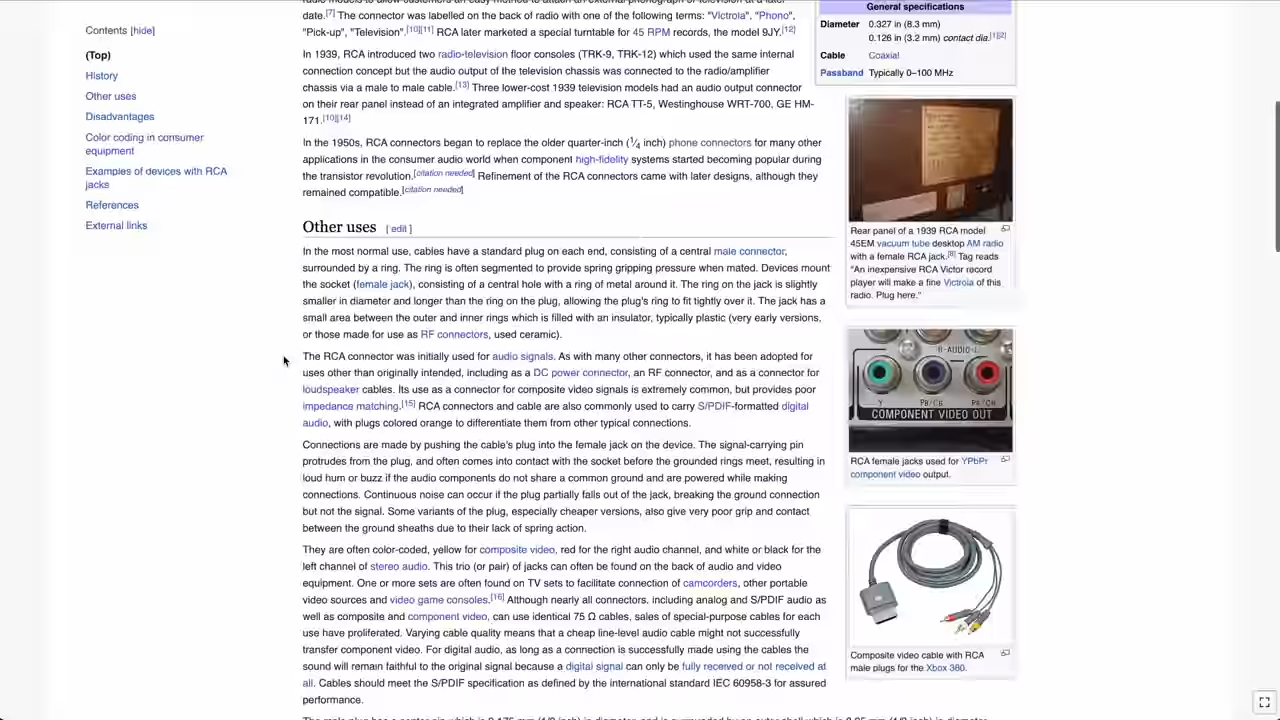 Contents [hide]
(Top)
History
Other uses
Disadvantages
Color coding in consumer
equipment
Examples of devices with RCA
jacks
References
External links
date.[7] The connector was labelled on the back of radio with one of the following terms: "Victrola", "Phono",
"Pick-up", "Television".[10][11] RCA later marketed a special turntable for 45 RPM records, the model 9JY.[12]
In 1939, RCA introduced two radio-television floor consoles (TRK-9, TRK-12) which used the same internal
connection concept but the audio output of the television chassis was connected to the radio/amplifier
chassis via a male to male cable.[13] Three lower-cost 1939 television models had an audio output connector
on their rear panel instead of an integrated amplifier and speaker: RCA TT-5, Westinghouse WRT-700, GE HM-
171.[10][14]
In the 1950s, RCA connectors began to replace the older quarter-inch (1⁄4 inch) phone connectors for many other
applications in the consumer audio world when component high-fidelity systems started becoming popular during
the transistor revolution.[citation needed] Refinement of the RCA connectors came with later designs, although they
remained compatible.[citation needed]
Other uses [ edit ]
In the most normal use, cables have a standard plug on each end, consisting of a central male connector,
surrounded by a ring. The ring is often segmented to provide spring gripping pressure when mated. Devices mount
the socket (female jack), consisting of a central hole with a ring of metal around it. The ring on the jack is slightly
smaller in diameter and longer than the ring on the plug, allowing the plug's ring to fit tightly over it. The jack has a
small area between the outer and inner rings which is filled with an insulator, typically plastic (very early versions,
or those made for use as RF connectors, used ceramic).
The RCA connector was initially used for audio signals. As with many other connectors, it has been adopted for
uses other than originally intended, including as a DC power connector, an RF connector, and as a connector for
loudspeaker cables. Its use as a connector for composite video signals is extremely common, but provides poor
impedance matching.[15] RCA connectors and cable are also commonly used to carry S/PDIF-formatted digital
audio, with plugs colored orange to differentiate them from other typical connections.
Connections are made by pushing the cable's plug into the female jack on the device. The signal-carrying pin
protrudes from the plug, and often comes into contact with the socket before the grounded rings meet, resulting in
loud hum or buzz if the audio components do not share a common ground and are powered while making
connections. Continuous noise can occur if the plug partially falls out of the jack, breaking the ground connection
but not the signal. Some variants of the plug, especially cheaper versions, also give very poor grip and contact
between the ground sheaths due to their lack of spring action.
They are often color-coded, yellow for composite video, red for the right audio channel, and white or black for the
left channel of stereo audio. This trio (or pair) of jacks can often be found on the back of audio and video
equipment. One or more sets are often found on TV sets to facilitate connection of camcorders, other portable
video sources and video game consoles.[16] Although nearly all connectors, including analog and S/PDIF audio as
well as composite and component video, can use identical 75 Ω cables, sales of special-purpose cables for each
use have proliferated. Varying cable quality means that a cheap line-level audio cable might not successfully
transfer component video. For digital audio, as long as a connection is successfully made using the cables the
sound will remain faithful to the original signal because a digital signal can only be fully received or not received at
all. Cables should meet the S/PDIF specification as defined by the international standard IEC 60958-3 for assured
performance.
General specifications
Diameter 0.327 in (8.3 mm)
0.126 in (3.2 mm) contact dia.[1][2]
Cable Coaxial
Passband Typically 0–100 MHz
Rear panel of a 1939 RCA model
45EM vacuum tube desktop AM radio
with a female RCA jack.[8] Tag reads
"An inexpensive RCA Victor record
player will make a fine Victrola of this
radio. Plug here."
Y PB/CB PR/CR
COMPONENT VIDEO OUT
RCA female jacks used for YPbPr
component video output.
Composite video cable with RCA
male plugs for the Xbox 360.